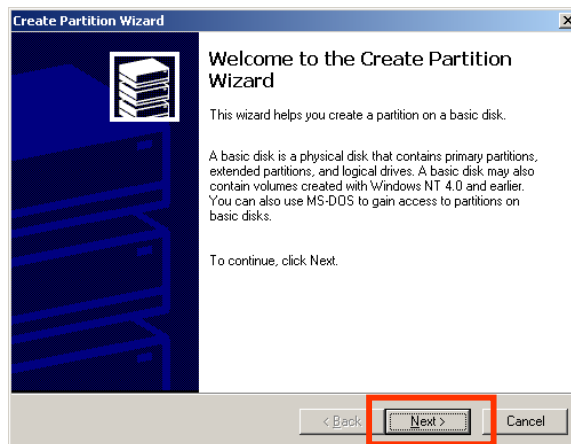 Create Partition Wizard
Welcome to the Create Partition
Wizard
This wizard helps you create a partition on a basic disk.
A basic disk is a physical disk that contains primary partitions,
extended partitions, and logical drives. A basic disk may also
contain volumes created with Windows NT 4.0 and earlier.
You can also use MS-DOS to gain access to partitions on
basic disks.
To continue, click Next.
< Back
Next >
Cancel